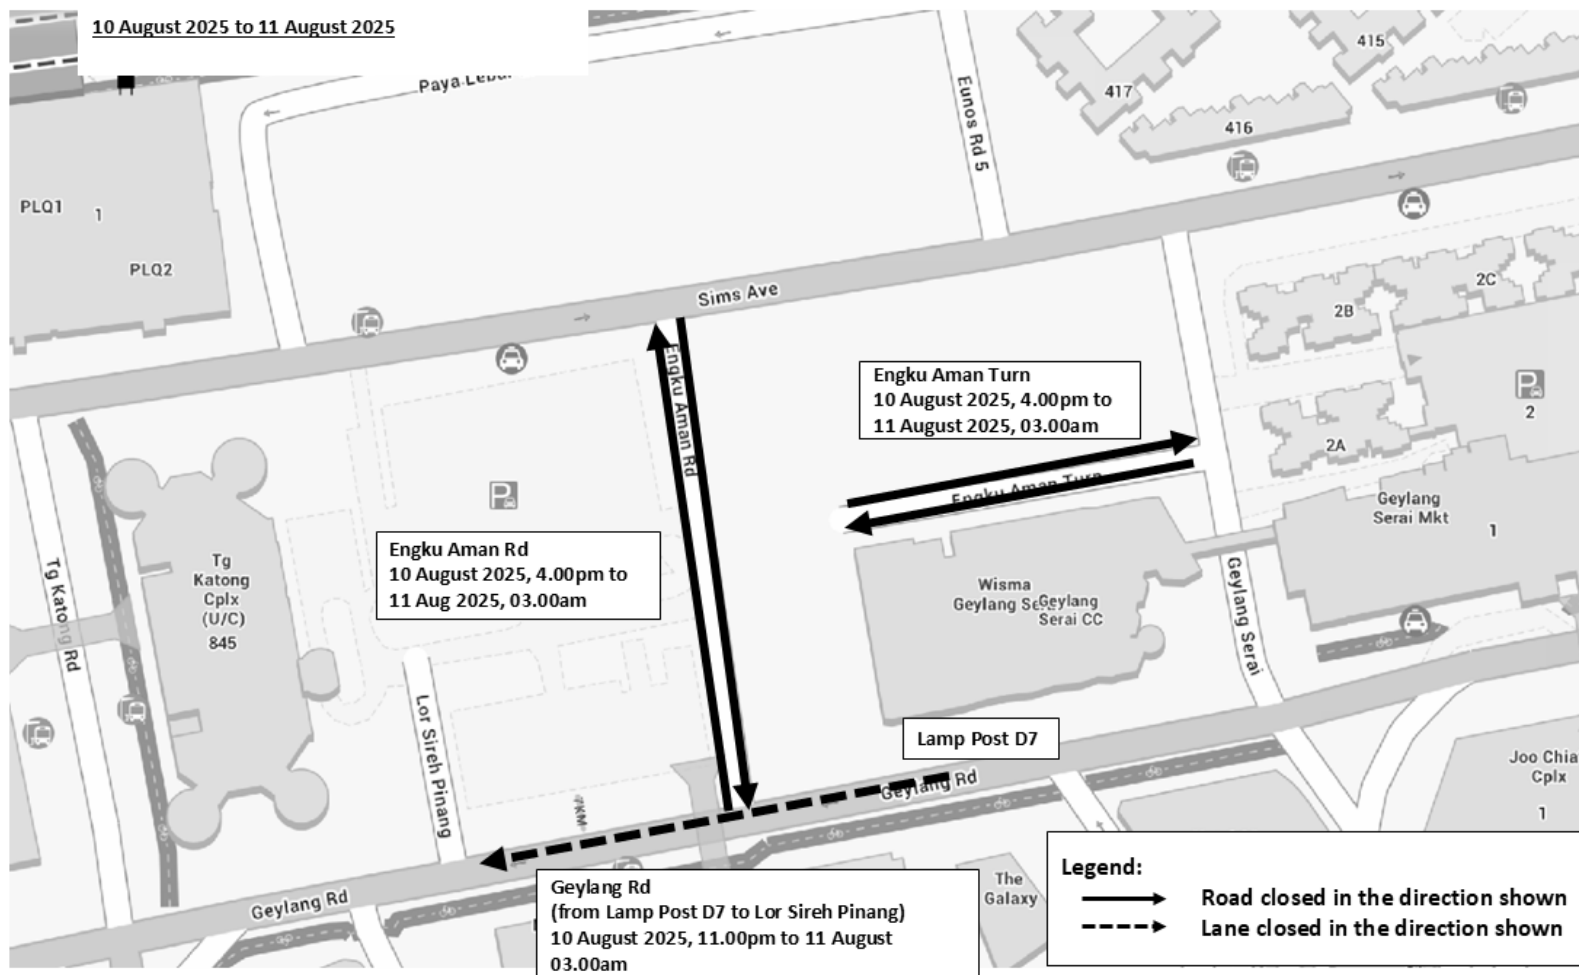 10 August 2025 to 11 August 2025
415
417
416
Eunos Rd 5
PLQ1
1
PLQ2
Sims Ave
2C
2B
Engku Aman Turn
10 August 2025, 4.00pm to
11 August 2025, 03.00am
2
2A
Engku Aman Rd
Engku Aman Turn
Geylang
Serai Mkt
1
Engku Aman Rd
10 August 2025, 4.00pm to
11 Aug 2025, 03.00am
Tg
Katong
Cplx
(U/C)
845
Tg Katong Rd
Wisma
Geylang
Geylang
Serai CC
Geylang Serai
Lor Sireh Pinang
Lamp Post D7
Geylang Rd
7KM
Joo Chia
Cplx
1
Geylang Rd
Geylang Rd
(from Lamp Post D7 to Lor Sireh Pinang)
10 August 2025, 11.00pm to 11 August
03.00am
The
Galaxy
Legend:
Road closed in the direction shown
Lane closed in the direction shown